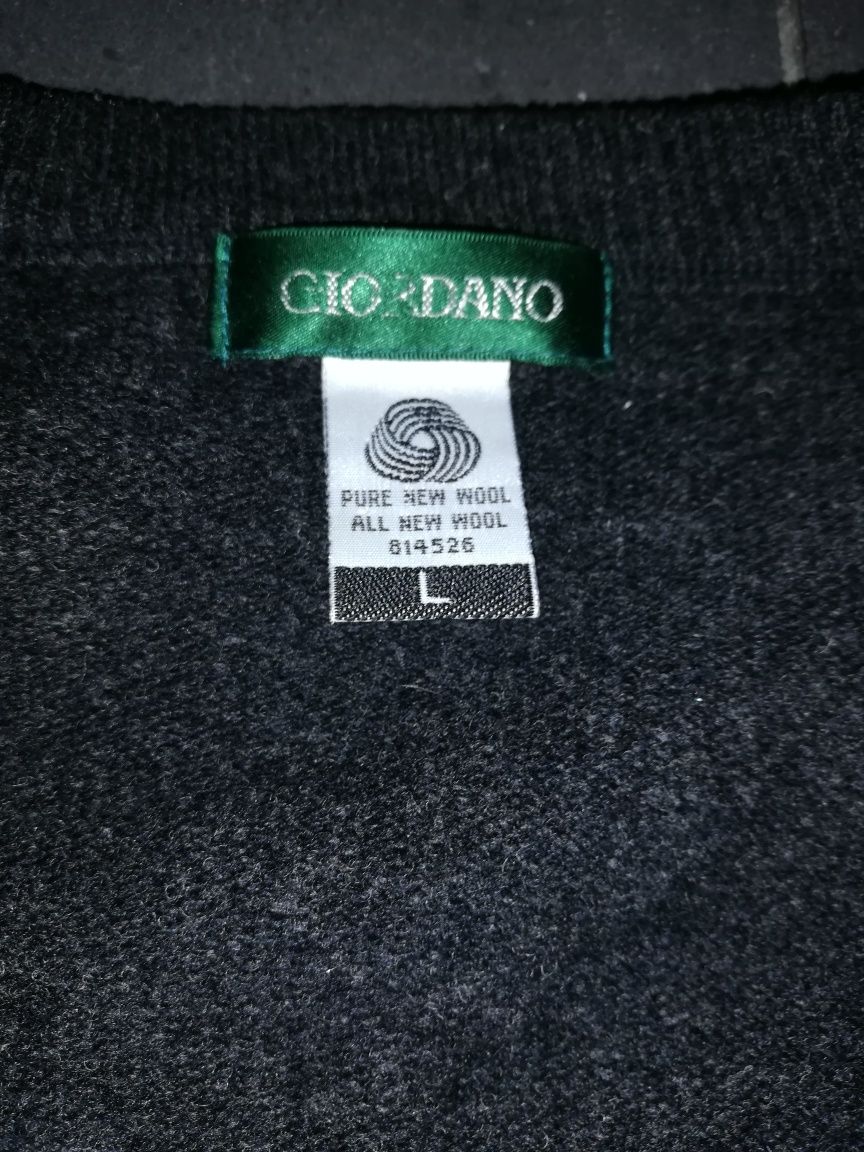 GIORDANO
PURE NEW WOOL
ALL NEW WOOL
814526
L